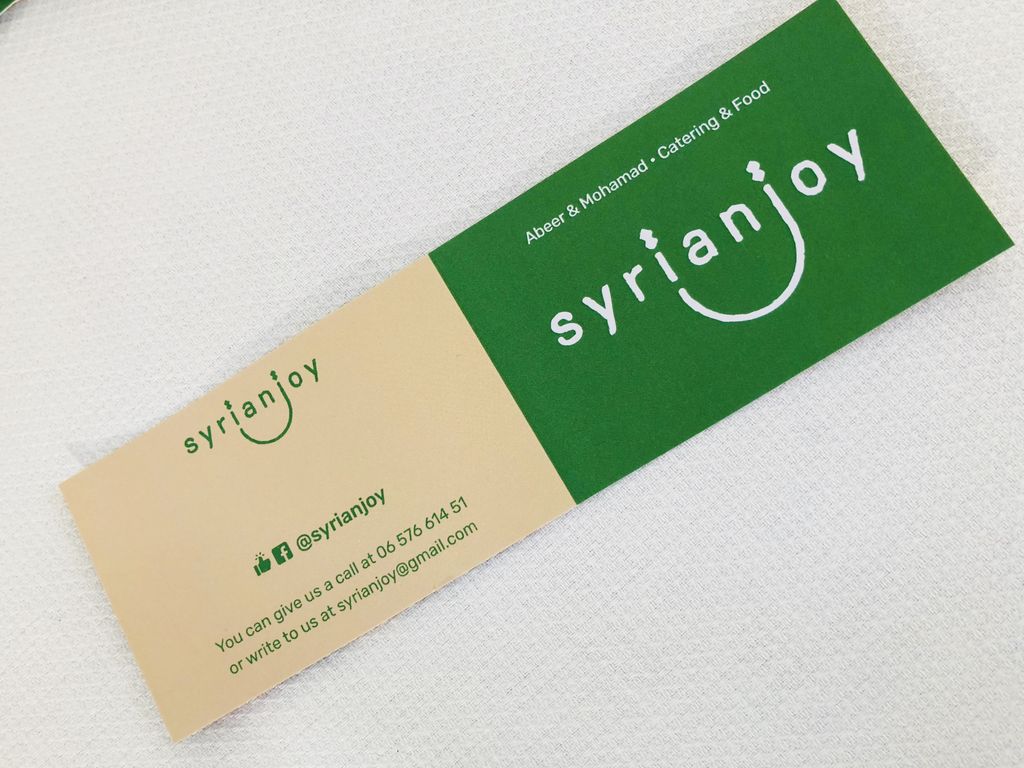 Abeer & Mohamad • Catering & Food
syrianjoy
syrianjoy
@syrianjoy
You can give us a call at 06 576 614 51
or write to us at syrianjoy@gmail.com